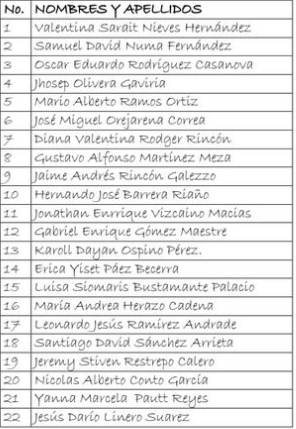 No. NOMBRES Y APELLIDOS
1 Valentina Sarait Nieves Hernández
2 Samuel David Numa Fernández
3 Oscar Eduardo Rodríguez Casanova
4 Jhosep Olivera Gaviria
5 Mario Alberto Ramos Ortiz
6 José Miguel Orejarena Correa
7 Diana Valentina Rodger Rincón
8 Gustavo Alfonso Martínez Meza
9 Jaime Andrés Rincón Galezzo
10 Hernando José Barrera Riaño
11 Jonathan Enrrique Vizcaino Macias
12 Gabriel Enrique Gómez Maestre
13 Karoll Dayan Ospino Pérez.
14 Erica Yiset Páez Becerra
15 Luisa Siomaris Bustamante Palacio
16 María Andrea Herazo Cadena
17 Leonardo Jesús Ramírez Andrade
18 Santiago David Sánchez Arrieta
19 Jeremy Stiven Restrepo Calero
20 Nicolas Alberto Conto García
21 Yanna Marcela Pautt Reyes
22 Jesús Darío Linero Suarez